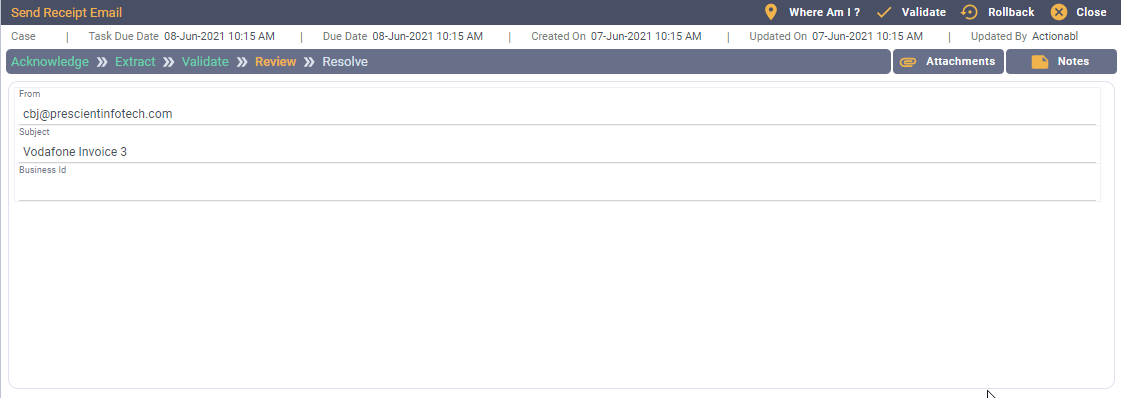 Send Receipt Email Where Am I ? Validate Rollback Close
Case | Task Due Date 08-Jun-2021 10:15 AM | Due Date 08-Jun-2021 10:15 AM | Created On 07-Jun-2021 10:15 AM | Updated On 07-Jun-2021 10:15 AM | Updated By Actionabl
Acknowledge » Extract » Validate » Review » Resolve Attachments Notes
From
cbj@prescientinfotech.com
Subject
Vodafone Invoice 3
Business Id